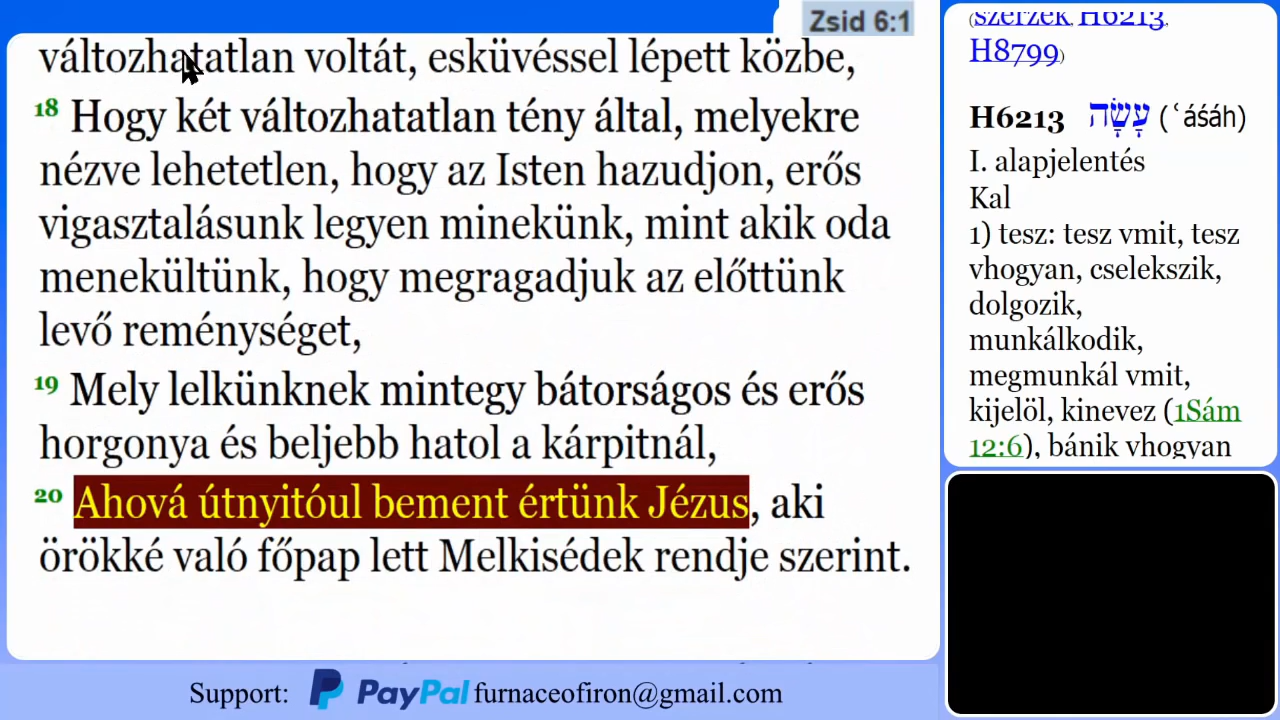 Zsid 6:1
változhatatlan voltát, esküvéssel lépett közbe,
18 Hogy két változhatatlan tény által, melyekre
nézve lehetetlen, hogy az Isten hazudjon, erős
vigasztalásunk legyen minekünk, mint akik oda
menekültünk, hogy megragadjuk az előttünk
levő reménységet,
19 Mely lelkünknek mintegy bátorságos és erős
horgonya és beljebb hatol a kárpitnál,
20 Ahová útnyitóul bement értünk Jézus, aki
örökké való főpap lett Melkisédek rendje szerint.
(szerzek, H6213,
H8799)
H6213 עָשָׂה (ʿáśáh)
I. alapjelentés
Kal
1) tesz: tesz vmit, tesz
vhogyan, cselekszik,
dolgozik,
munkálkodik,
megmunkál vmit,
kijelöl, kinevez (1Sám
12:6), bánik vhogyan
Support: PayPal furnaceofiron@gmail.com